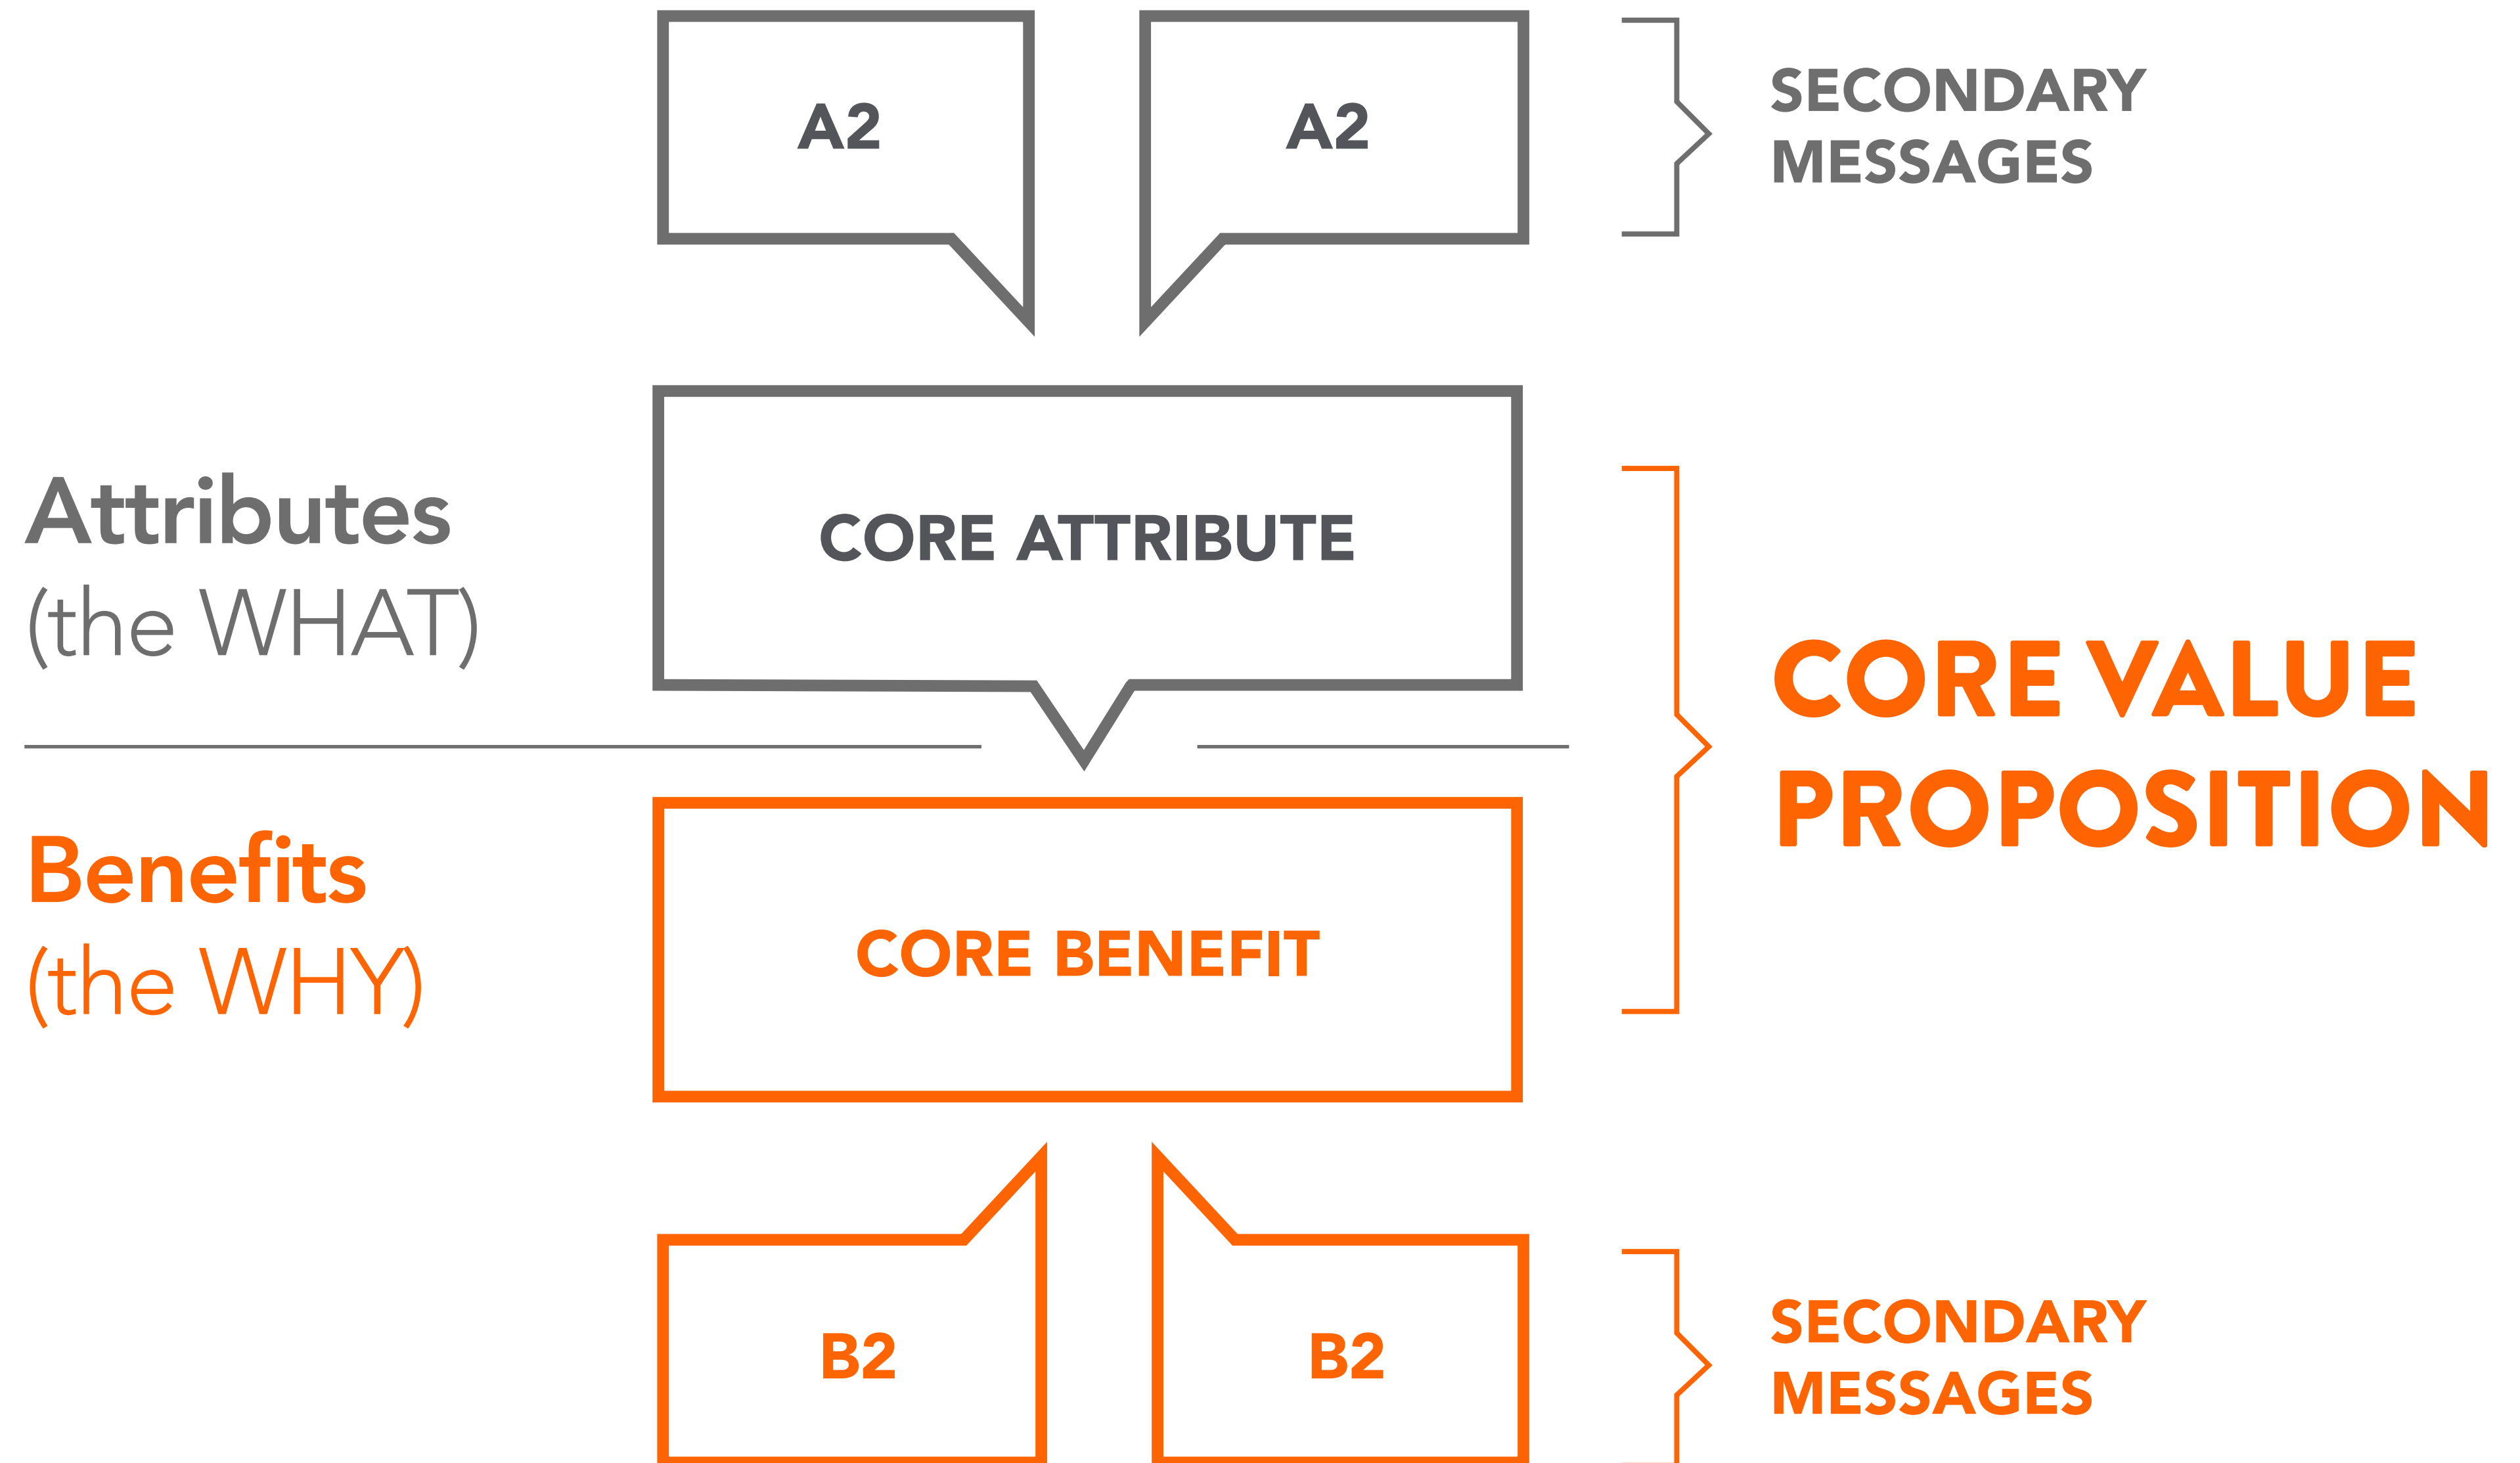 A2
A2
SECONDARY
MESSAGES
Attributes
(the WHAT)
CORE ATTRIBUTE
CORE VALUE
PROPOSITION
Benefits
(the WHY)
CORE BENEFIT
B2
B2
SECONDARY
MESSAGES